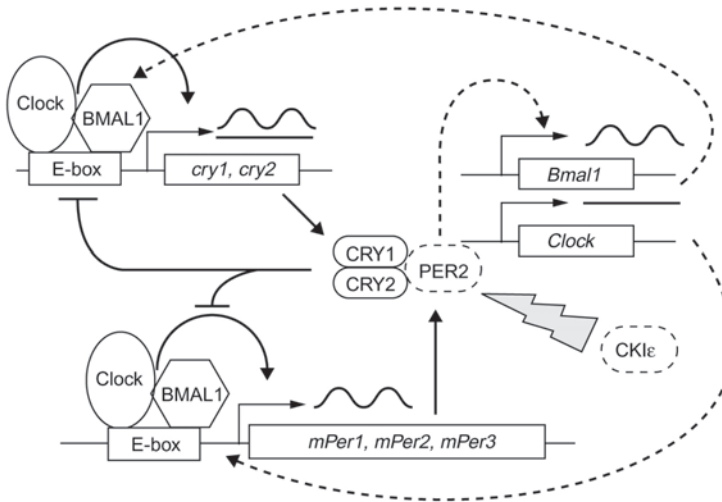 Clock
BMAL1
E-box
cry1, cry2
Bmal1
Clock
CRY1
CRY2
PER2
CKIε
Clock
BMAL1
E-box
mPer1, mPer2, mPer3